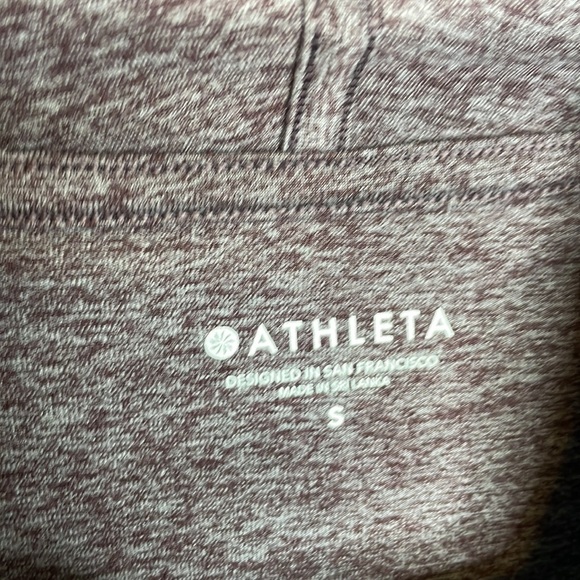 ATHLETA
DESIGNED IN SAN FRANCISCO
MADE IN SRI LANKA
S